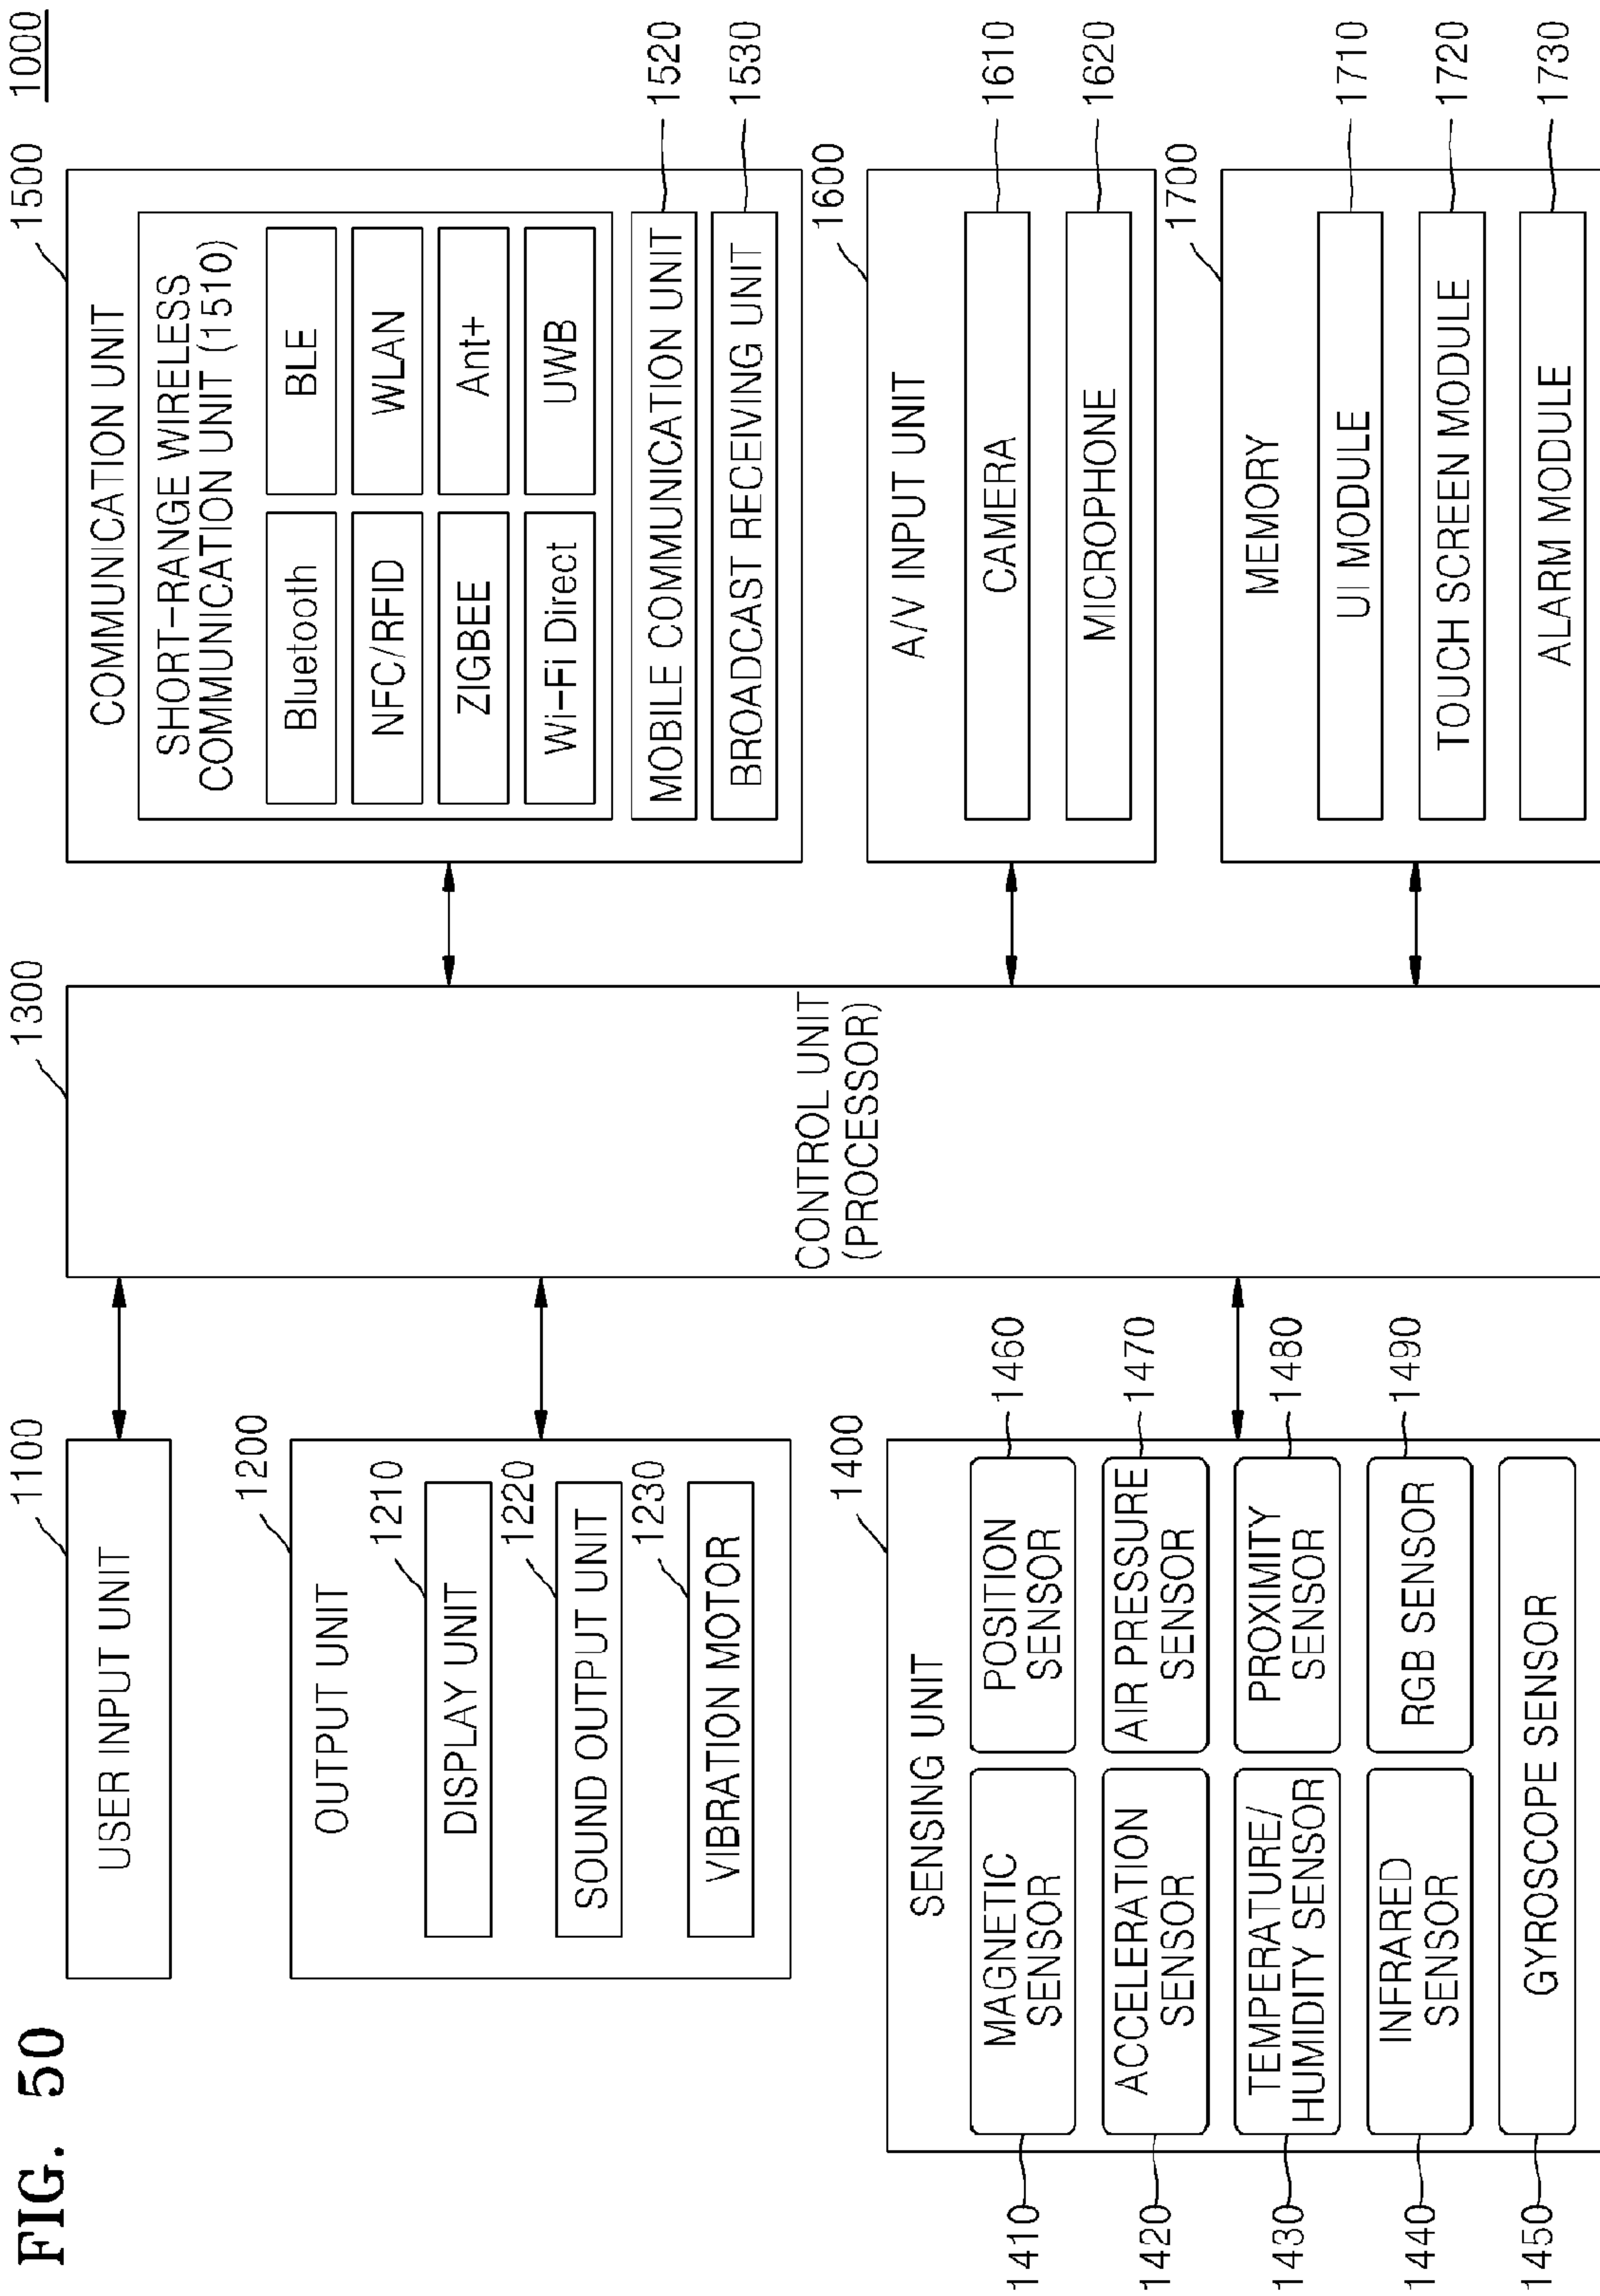 FIG. 50
1000
1100
USER INPUT UNIT
1200
OUTPUT UNIT
1210
DISPLAY UNIT
1220
SOUND OUTPUT UNIT
1230
VIBRATION MOTOR
1400
SENSING UNIT
1410
MAGNETIC
SENSOR
POSITION
SENSOR
1460
1420
ACCELERATION
SENSOR
AIR PRESSURE
SENSOR
1470
1430
TEMPERATURE/
HUMIDITY SENSOR
PROXIMITY
SENSOR
1480
1440
INFRARED
SENSOR
RGB SENSOR
1490
1450
GYROSCOPE SENSOR
1300
CONTROL UNIT
(PROCESSOR)
1500
COMMUNICATION UNIT
SHORT-RANGE WIRELESS
COMMUNICATION UNIT (1510)
Bluetooth
BLE
NFC/RFID
WLAN
ZIGBEE
Ant+
Wi-Fi Direct
UWB
MOBILE COMMUNICATION UNIT
1520
BROADCAST RECEIVING UNIT
1530
1600
A/V INPUT UNIT
CAMERA
1610
MICROPHONE
1620
1700
MEMORY
UI MODULE
1710
TOUCH SCREEN MODULE
1720
ALARM MODULE
1730